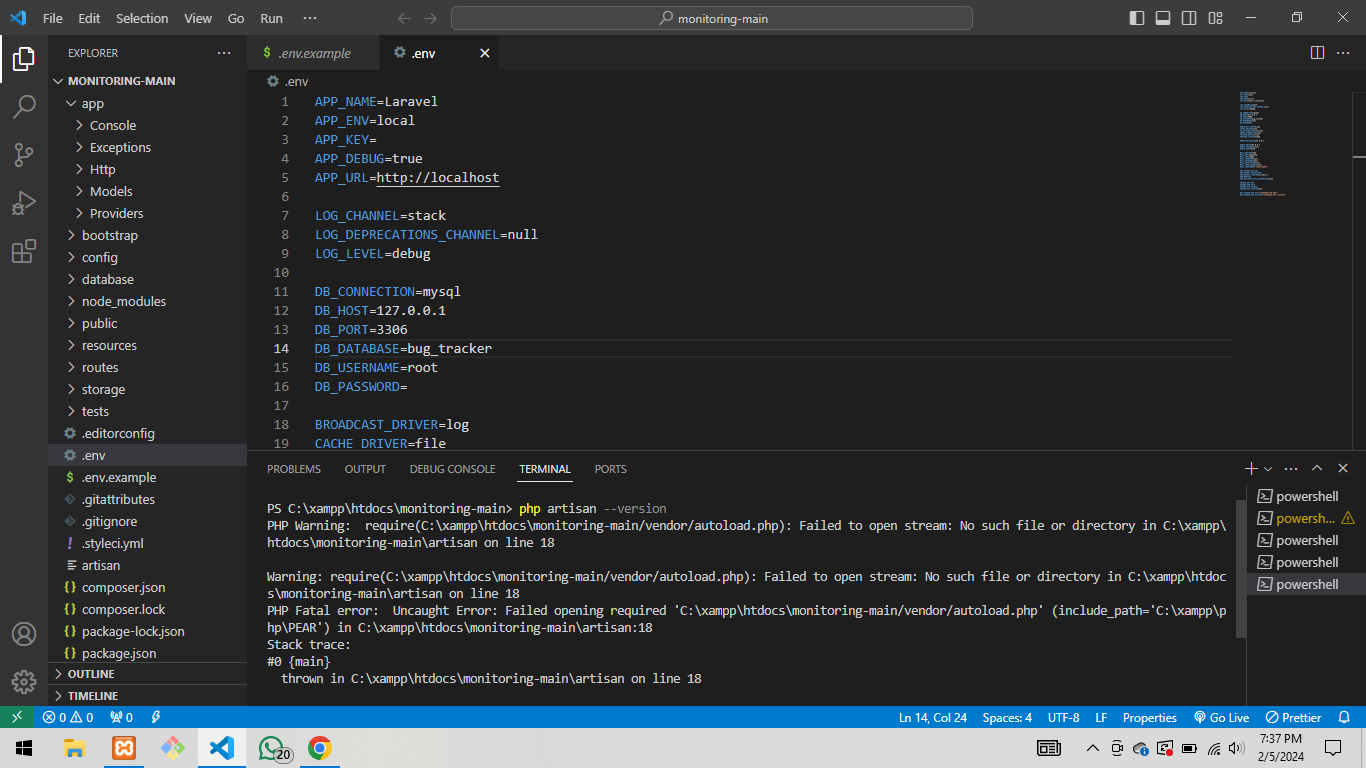 File Edit Selection View Go Run ···
monitoring-main
EXPLORER ···
MONITORING-MAIN
app
Console
Exceptions
Http
Models
Providers
bootstrap
config
database
node_modules
public
resources
routes
storage
tests
.editorconfig
.env
$ .env.example
.gitattributes
.gitignore
! .styleci.yml
artisan
{} composer.json
{} composer.lock
{} package-lock.json
{} package.json
OUTLINE
TIMELINE
$ .env.example
.env
.env
1 APP_NAME=Laravel
2 APP_ENV=local
3 APP_KEY=
4 APP_DEBUG=true
5 APP_URL=http://localhost
6
7 LOG_CHANNEL=stack
8 LOG_DEPRECATIONS_CHANNEL=null
9 LOG_LEVEL=debug
10
11 DB_CONNECTION=mysql
12 DB_HOST=127.0.0.1
13 DB_PORT=3306
14 DB_DATABASE=bug_tracker
15 DB_USERNAME=root
16 DB_PASSWORD=
17
18 BROADCAST_DRIVER=log
19 CACHE_DRIVER=file
PROBLEMS OUTPUT DEBUG CONSOLE TERMINAL PORTS
PS C:\xampp\htdocs\monitoring-main> php artisan --version
PHP Warning:  require(C:\xampp\htdocs\monitoring-main/vendor/autoload.php): Failed to open stream: No such file or directory in C:\xampp\
htdocs\monitoring-main\artisan on line 18
Warning: require(C:\xampp\htdocs\monitoring-main/vendor/autoload.php): Failed to open stream: No such file or directory in C:\xampp\htdoc
s\monitoring-main\artisan on line 18
PHP Fatal error:  Uncaught Error: Failed opening required 'C:\xampp\htdocs\monitoring-main/vendor/autoload.php' (include_path='C:\xampp\p
hp\PEAR') in C:\xampp\htdocs\monitoring-main\artisan:18
Stack trace:
#0 {main}
  thrown in C:\xampp\htdocs\monitoring-main\artisan on line 18
powershell
powersh...
powershell
powershell
powershell
0 0 0
Ln 14, Col 24 Spaces: 4 UTF-8 LF Properties Go Live Prettier
20
7:37 PM
2/5/2024